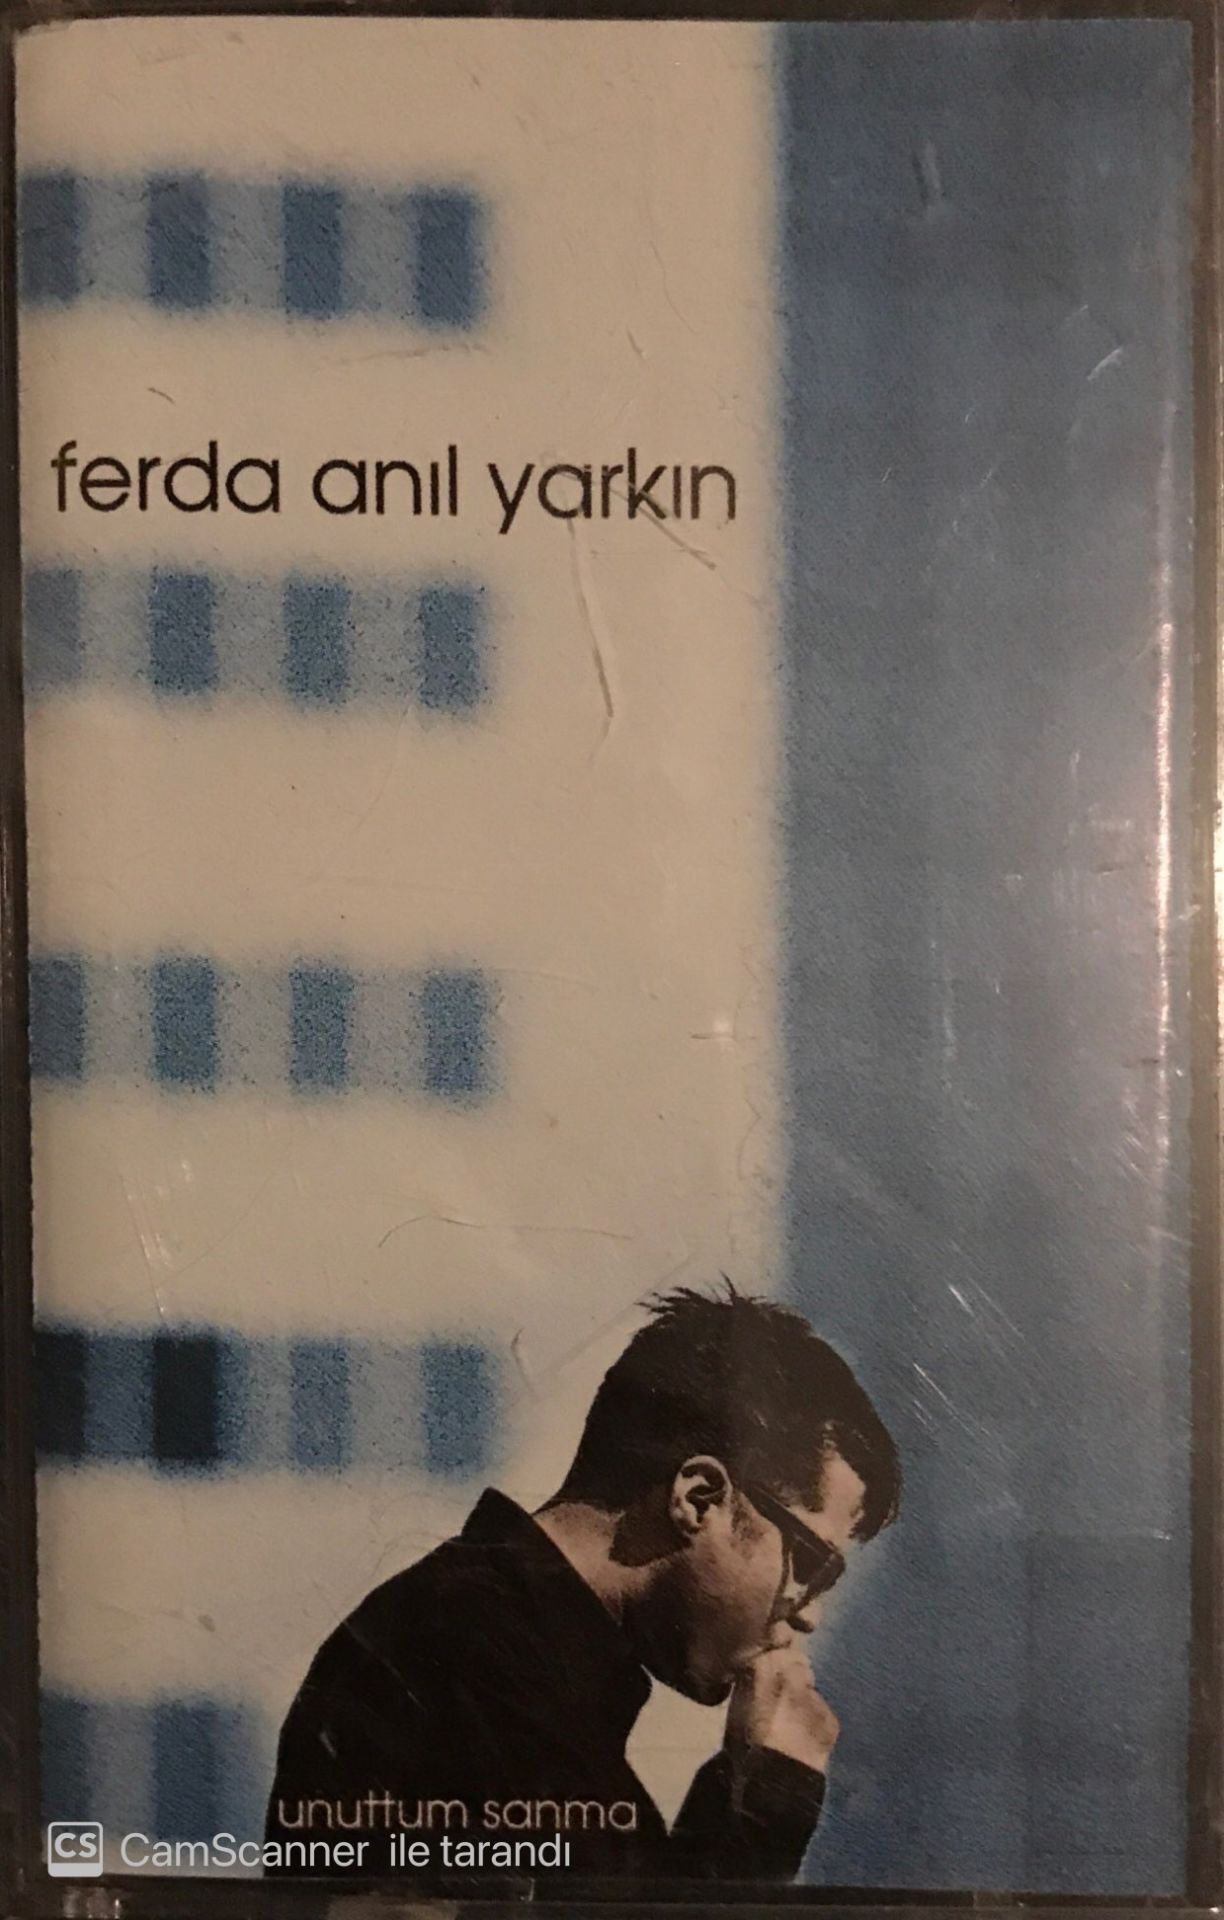 ferda anıl yarkın
unuttum sanma
CS CamScanner ile tarandı